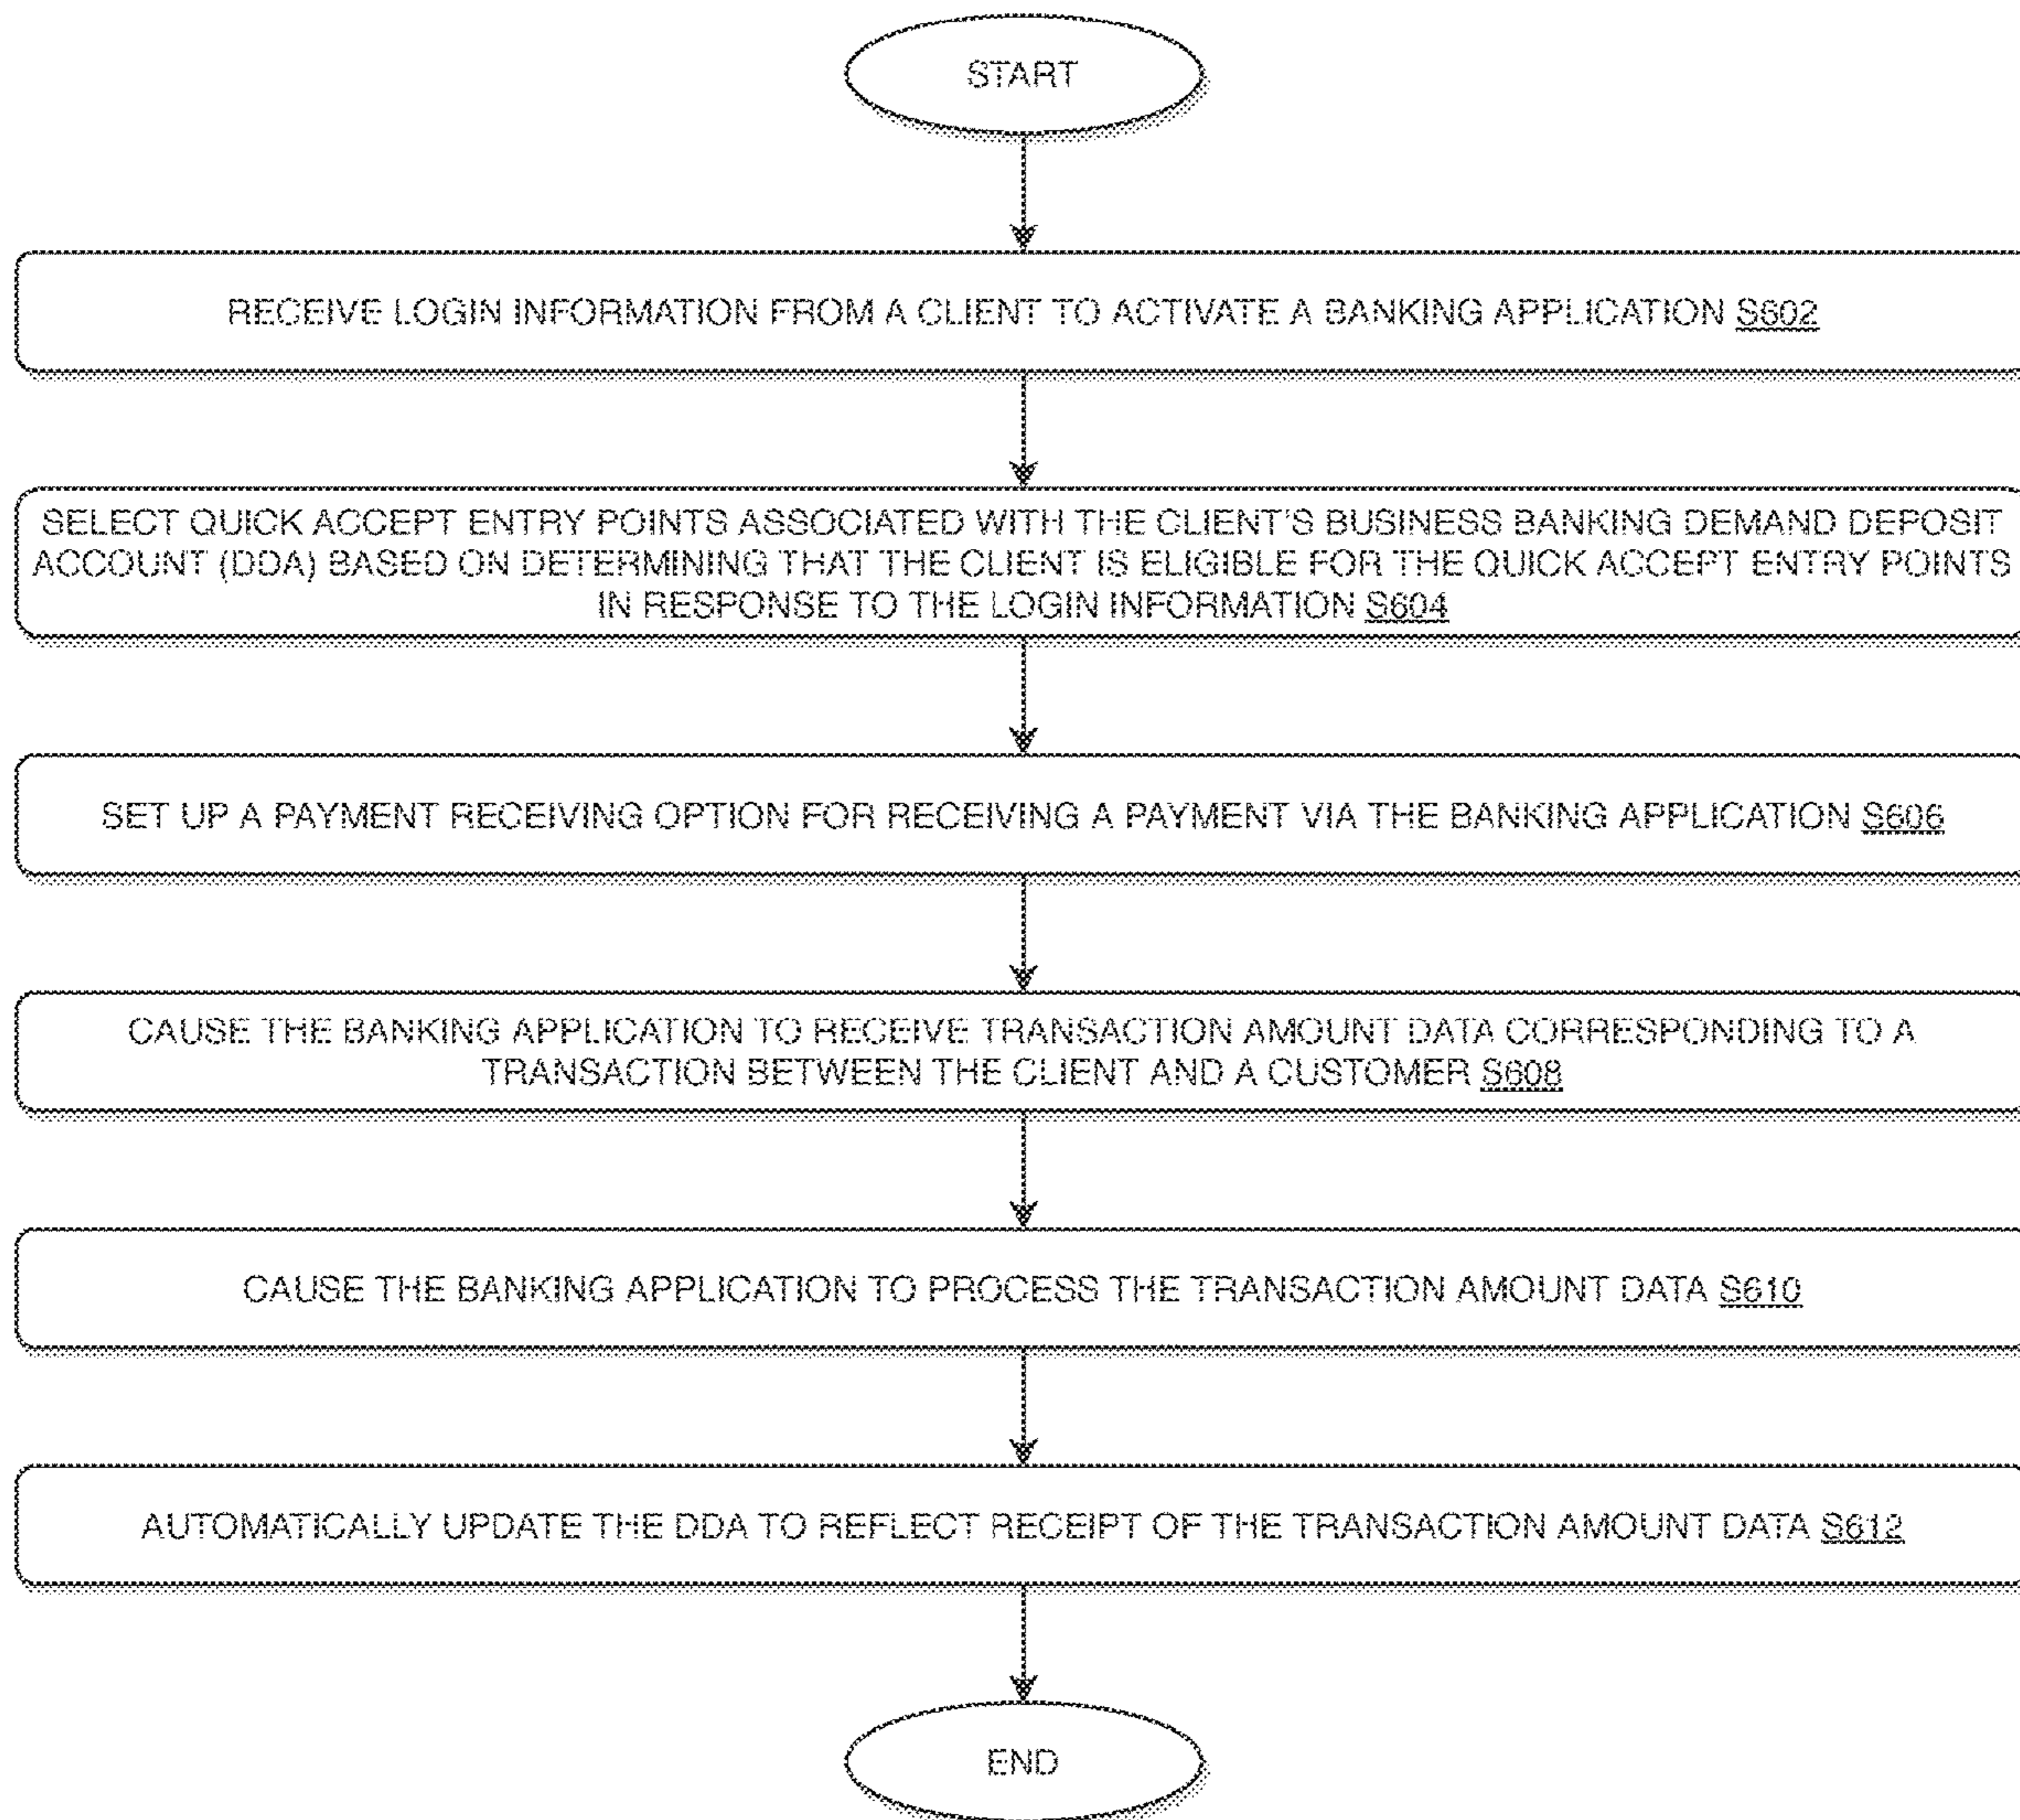 START
RECEIVE LOGIN INFORMATION FROM A CLIENT TO ACTIVATE A BANKING APPLICATION S602
SELECT QUICK ACCEPT ENTRY POINTS ASSOCIATED WITH THE CLIENT'S BUSINESS BANKING DEMAND DEPOSIT
ACCOUNT (DDA) BASED ON DETERMINING THAT THE CLIENT IS ELIGIBLE FOR THE QUICK ACCEPT ENTRY POINTS
IN RESPONSE TO THE LOGIN INFORMATION S604
SET UP A PAYMENT RECEIVING OPTION FOR RECEIVING A PAYMENT VIA THE BANKING APPLICATION S606
CAUSE THE BANKING APPLICATION TO RECEIVE TRANSACTION AMOUNT DATA CORRESPONDING TO A
TRANSACTION BETWEEN THE CLIENT AND A CUSTOMER S608
CAUSE THE BANKING APPLICATION TO PROCESS THE TRANSACTION AMOUNT DATA S610
AUTOMATICALLY UPDATE THE DDA TO REFLECT RECEIPT OF THE TRANSACTION AMOUNT DATA S612
END